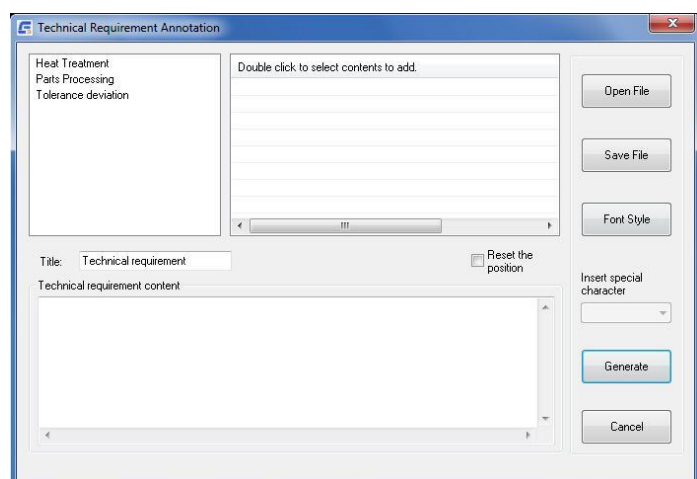 Technical Requirement Annotation
Heat Treatment
Parts Processing
Tolerance deviation
Double click to select contents to add.
Open File
Save File
Font Style
Title:
Technical requirement
Reset the
position
Insert special
character
Technical requirement content
Generate
Cancel